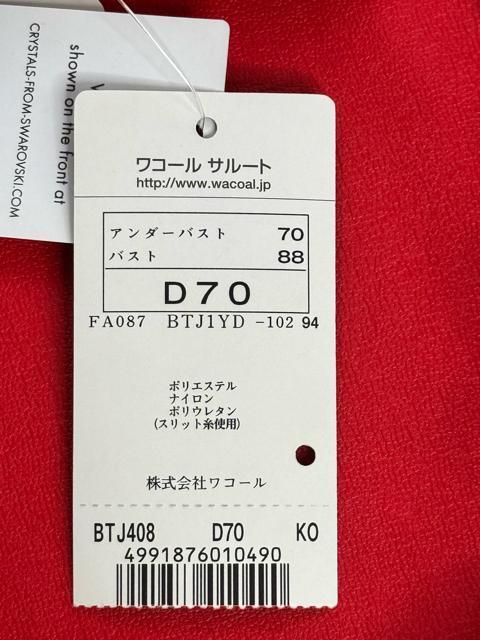 shown on the front at
CRYSTALS-FROM-SWAROVSKI.COM
ワコール サルート
http://www.wacoal.jp
アンダーバスト 70
バスト 88
D70
FA087 BTJ1YD -102 94
ポリエステル
ナイロン
ポリウレタン
(スリット糸使用)
株式会社ワコール
BTJ408 D70 KO
4991876010490